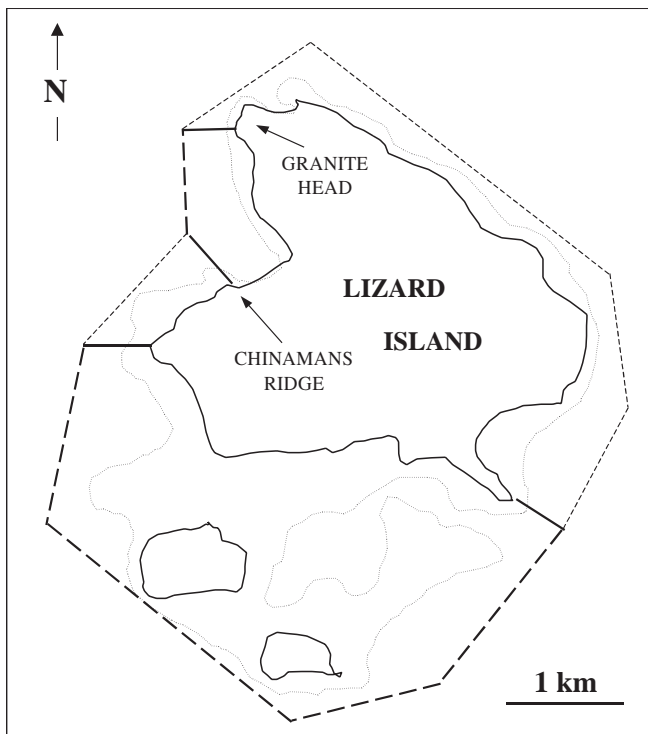 N
GRANITE
HEAD
LIZARD
ISLAND
CHINAMANS
RIDGE
1 km